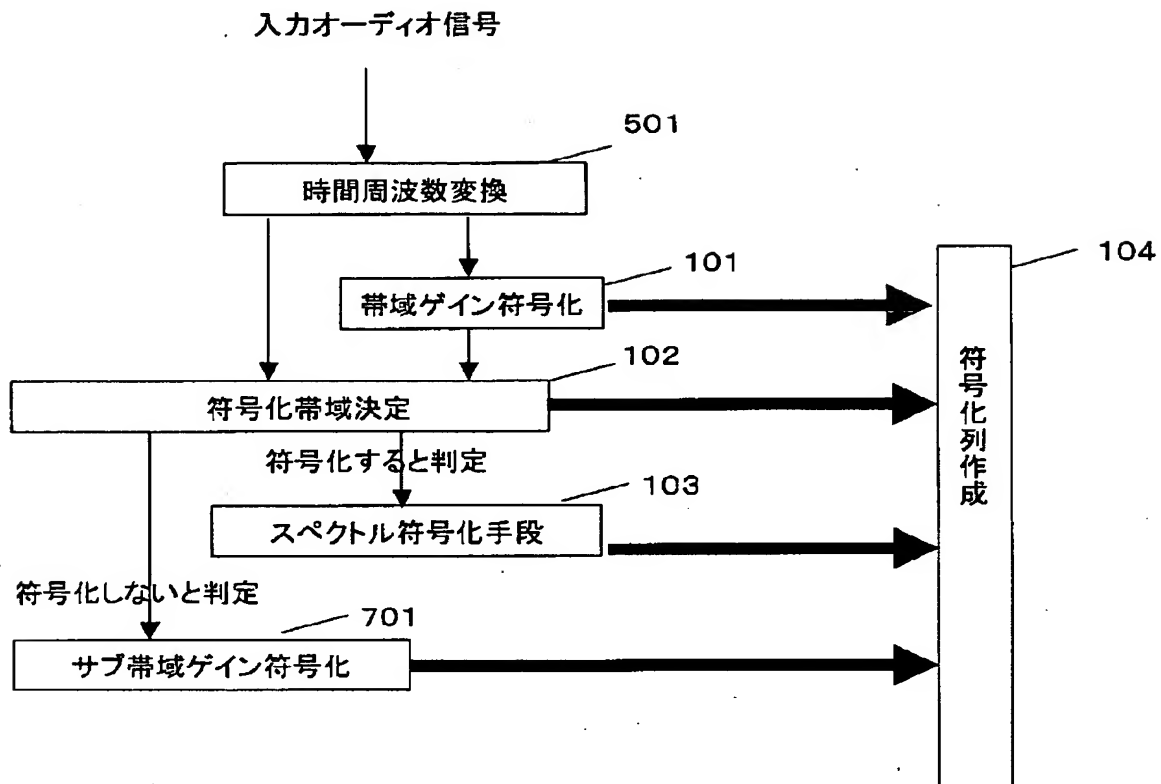 入力オーディオ信号
501
時間周波数変換
101
104
帯域ゲイン符号化
102
符号化帯域決定
符号化列作成
符号化すると判定
103
スペクトル符号化手段
符号化しないと判定
701
サブ帯域ゲイン符号化